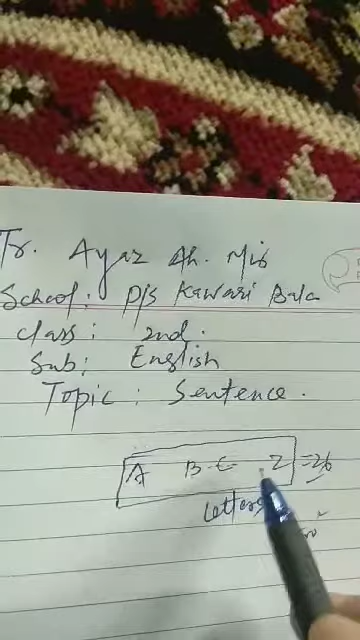 Tr. Ayaz Ah. Mir
School: P/s Kawari Bala
Class: 2nd.
Sub: English
Topic: Sentence.
A B C Z =26
Letters